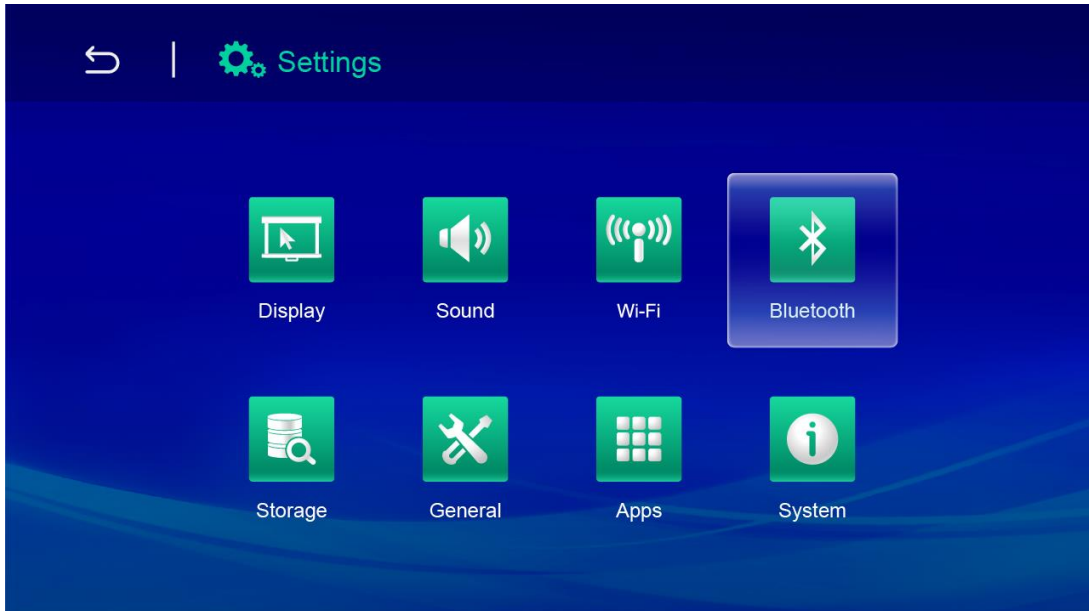 Settings
Display Sound Wi-Fi Bluetooth
Storage General Apps System